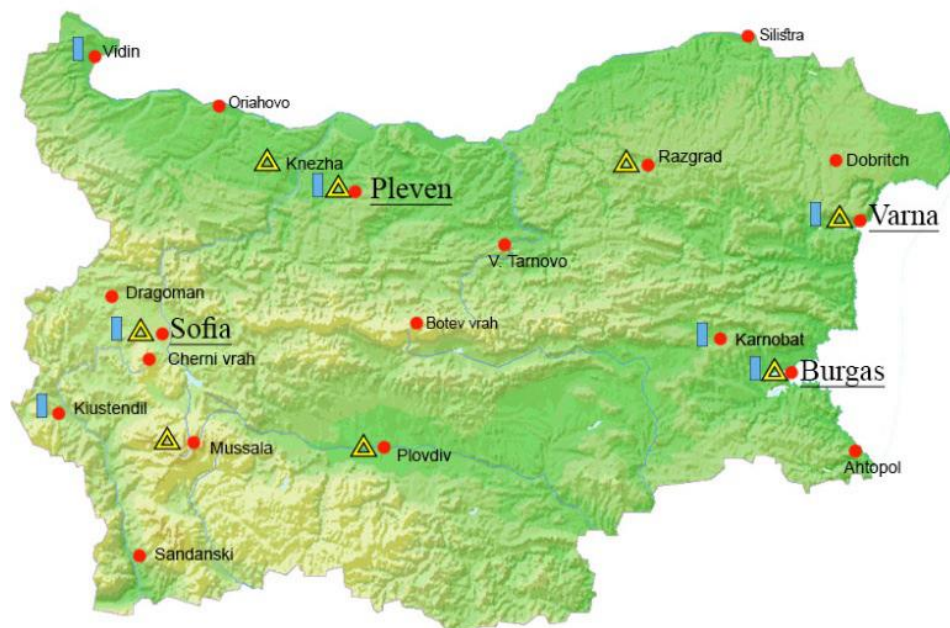 Silistra
Vidin
Oriahovo
Knezha
Razgrad
Dobritch
Pleven
Varna
V. Tarnovo
Dragoman
Botev vrah
Sofia
Karnobat
Cherni vrah
Burgas
Kiustendil
Mussala
Plovdiv
Ahtopol
Sandanski